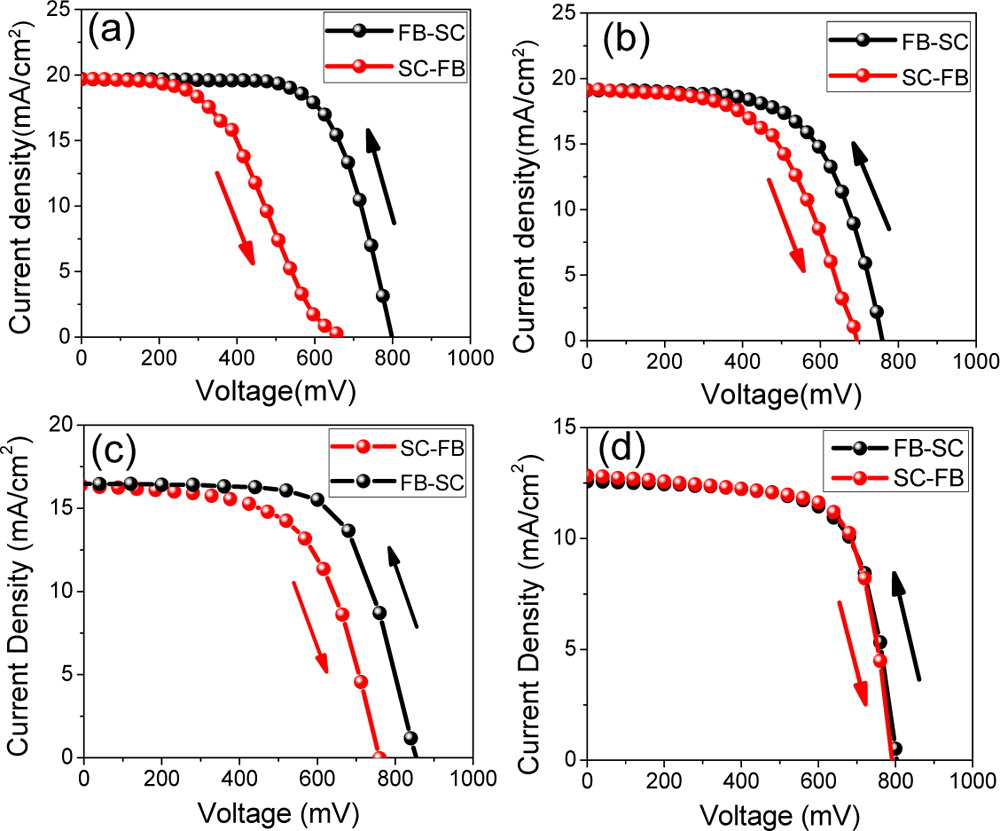 (a)
FB-SC
SC-FB
Current density(mA/cm²)
25
20
15
10
5
0
0 200 400 600 800 1000
Voltage(mV)
(b)
FB-SC
SC-FB
Current density(mA/cm²)
25
20
15
10
5
0
0 200 400 600 800 1000
Voltage(mV)
(c)
SC-FB
FB-SC
Current Density (mA/cm²)
20
15
10
5
0
0 200 400 600 800 1000
Voltage (mV)
(d)
FB-SC
SC-FB
Current Density (mA/cm²)
15
10
5
0
0 200 400 600 800 1000
Voltage (mV)